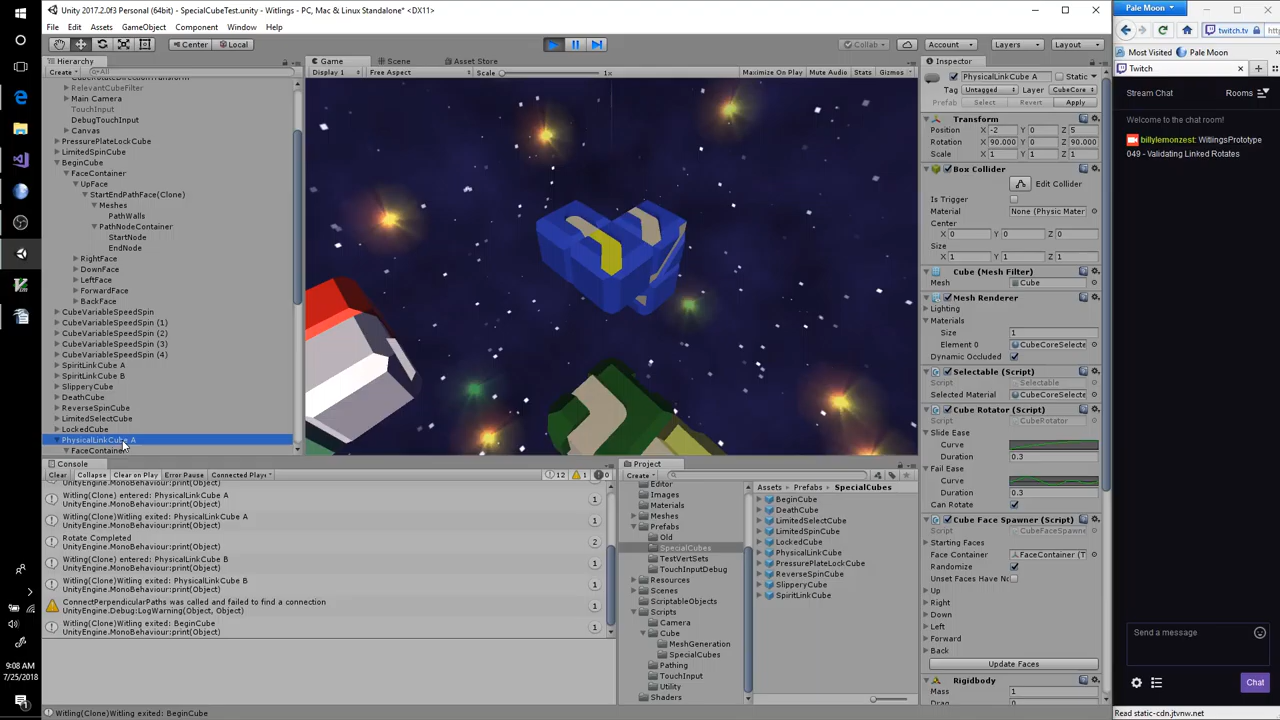 Unity 2017.2.0f3 Personal (64bit) - SpecialCubeTest.unity - Witlings - PC, Mac & Linux Standalone* <DX11>
Pale Moon
File Edit Assets GameObject Component Window Help
Center Local
Collab Account Layers Layout
twitch.tv
Most Visited Pale Moon
Twitch
Hierarchy
Create All
RelevantCubeFilter
Main Camera
TouchInput
DebugTouchInput
Canvas
PressurePlateLockCube
LimitedSpinCube
BeginCube
FaceContainer
UpFace
StartEndPathFace(Clone)
Meshes
PathWalls
PathNodeContainer
StartNode
EndNode
RightFace
DownFace
LeftFace
ForwardFace
BackFace
CubeVariableSpeedSpin
CubeVariableSpeedSpin (1)
CubeVariableSpeedSpin (2)
CubeVariableSpeedSpin (3)
CubeVariableSpeedSpin (4)
SpiritLinkCube A
SpiritLinkCube B
SlipperyCube
DeathCube
ReverseSpinCube
LimitedSelectCube
LockedCube
PhysicalLinkCube A
FaceContainer
Game Scene Asset Store
Display 1 Free Aspect Scale 1x Maximize On Play Mute Audio Stats Gizmos
Inspector
PhysicalLinkCube A Static
Tag Untagged Layer CubeCore
Prefab Select Revert Apply
Transform
Position X -2 Y 0 Z 5
Rotation X 90.000 Y 0 Z 90.000
Scale X 1 Y 1 Z 1
Box Collider
Edit Collider
Is Trigger
Material None (Physic Mater
Center
X 0 Y 0 Z 0
Size
X 1 Y 1 Z 1
Cube (Mesh Filter)
Mesh Cube
Mesh Renderer
Lighting
Materials
Size 1
Element 0 CubeCoreSelecte
Dynamic Occluded
Selectable (Script)
Script Selectable
Selected Material CubeCoreSelecte
Cube Rotator (Script)
Script CubeRotator
Slide Ease
Curve
Duration 0.3
Fail Ease
Curve
Duration 0.3
Can Rotate
Cube Face Spawner (Script)
Script CubeFaceSpawne
Starting Faces
Face Container FaceContainer (T
Randomize
Unset Faces Have No
Up
Right
Down
Left
Forward
Back
Update Faces
Rigidbody
Mass 1
Console
Clear Collapse Clear on Play Error Pause Connected Player 12 1 0
UnityEngine.MonoBehaviour:print(Object)
Witling(Clone) entered: PhysicalLinkCube A
UnityEngine.MonoBehaviour:print(Object)
1
Witling(Clone)Witling exited: PhysicalLinkCube A
UnityEngine.MonoBehaviour:print(Object)
1
Rotate Completed
UnityEngine.MonoBehaviour:print(Object)
2
Witling(Clone) entered: PhysicalLinkCube B
UnityEngine.MonoBehaviour:print(Object)
1
Witling(Clone)Witling exited: PhysicalLinkCube B
UnityEngine.MonoBehaviour:print(Object)
1
ConnectPerpendicularPaths was called and failed to find a connection
UnityEngine.Debug:LogWarning(Object, Object)
1
Witling(Clone)Witling exited: BeginCube
UnityEngine.MonoBehaviour:print(Object)
1
Witling(Clone)Witling exited: BeginCube
Project
Create
Editor
Images
Materials
Meshes
Prefabs
Old
SpecialCubes
TestVertSets
TouchInputDebug
Resources
Scenes
ScriptableObjects
Scripts
Camera
Cube
MeshGeneration
SpecialCubes
Pathing
TouchInput
Utility
Shaders
Assets Prefabs SpecialCubes
BeginCube
DeathCube
LimitedSelectCube
LimitedSpinCube
LockedCube
PhysicalLinkCube
PressurePlateLockCube
ReverseSpinCube
SlipperyCube
SpiritLinkCube
Stream Chat Rooms
Welcome to the chat room!
billylemonzest: WitlingsPrototype
049 - Validating Linked Rotates
Send a message
Chat
Read static-cdn.jtvnw.net
9:08 AM
7/25/2018